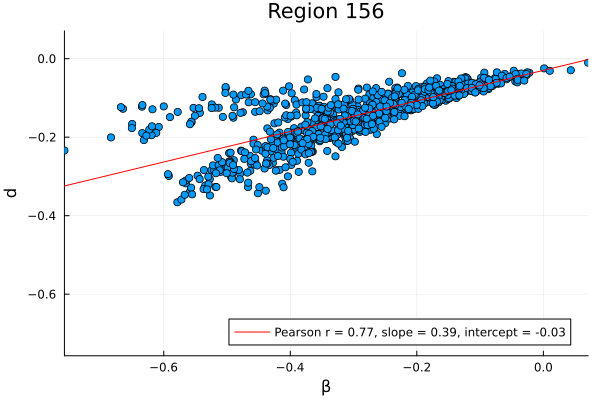 Region 156
0.0
−0.2
−0.4
−0.6
d
Pearson r = 0.77, slope = 0.39, intercept = -0.03
−0.6 −0.4 −0.2 0.0
β